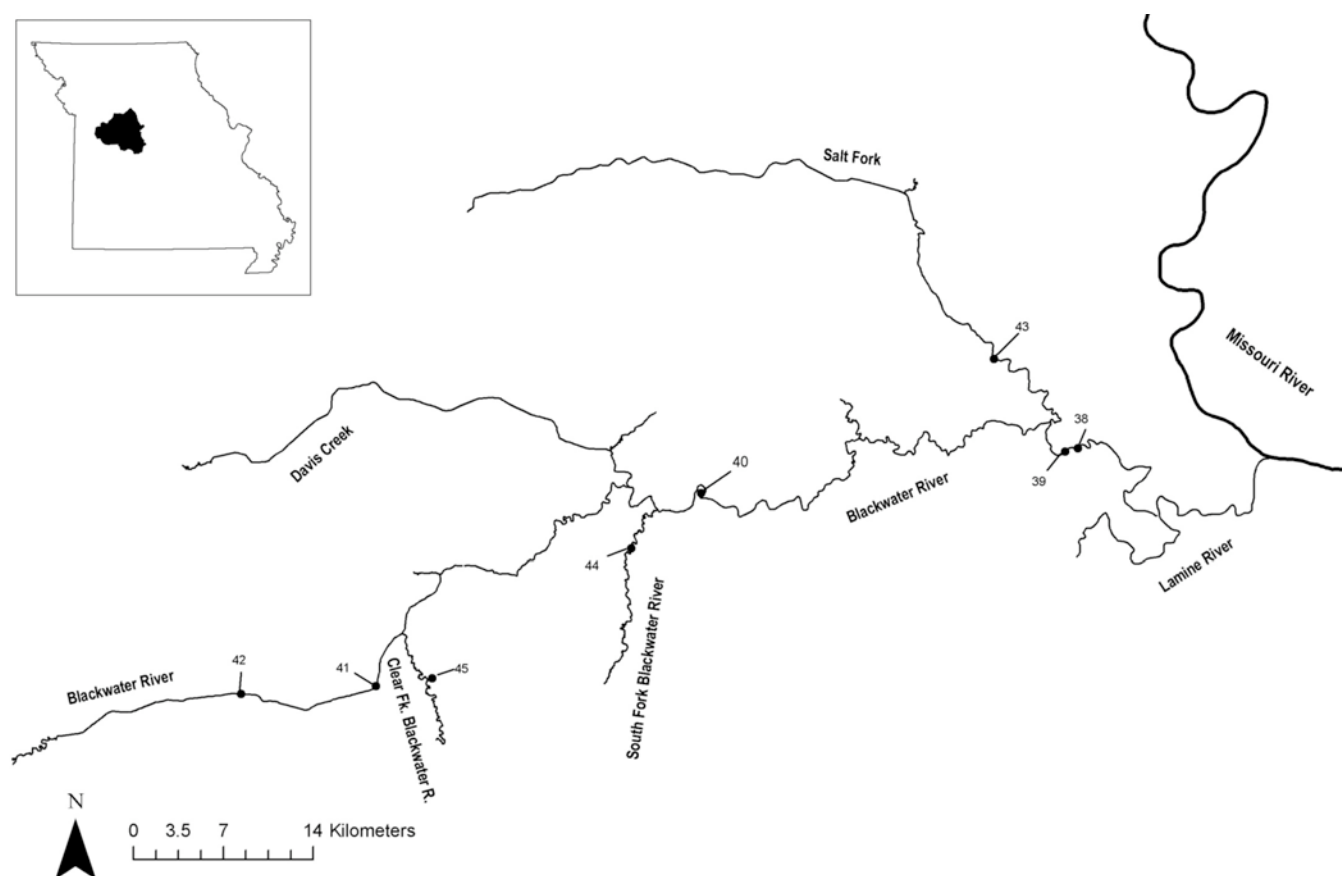 Salt Fork
43
Missouri River
Davis Creek
38
39
40
Blackwater River
44
Lamine River
South Fork Blackwater River
42
41
45
Blackwater River
Clear Fk. Blackwater R.
N
0 3.5 7 14 Kilometers